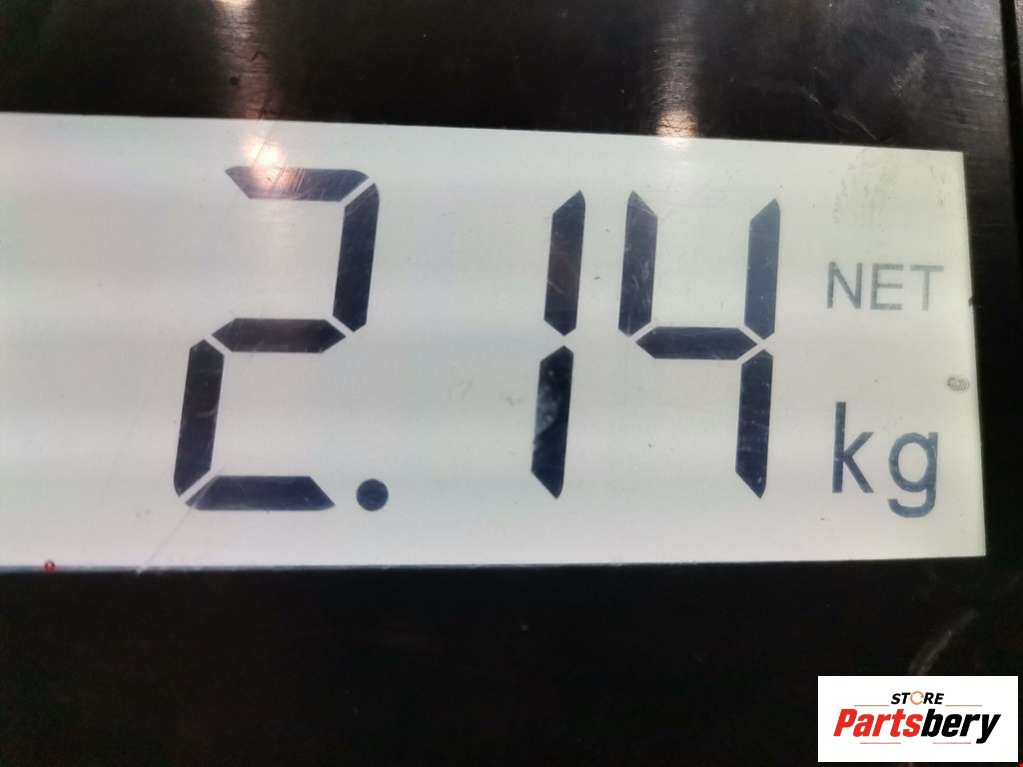 2.14
NET
kg
STORE
Partsbery